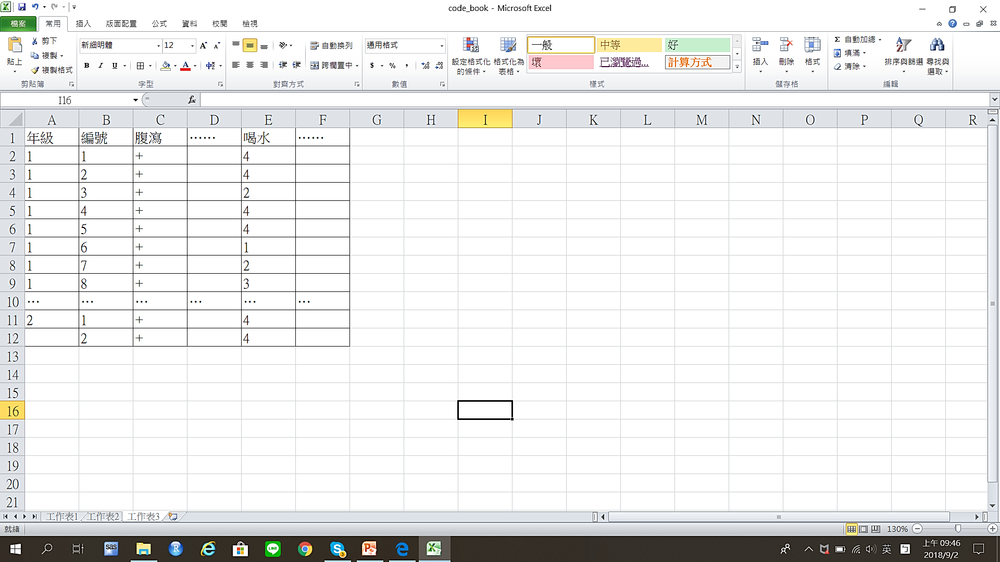 code_book - Microsoft Excel
檔案 常用 插入 版面配置 公式 資料 校閱 檢視
貼上
剪下
複製
複製格式
剪貼簿
新細明體 12
B I U
字型
自動換列
跨欄置中
對齊方式
通用格式
$ % ,
數值
設定格式化的條件
格式化為表格
一般 中等 好
壞 已瀏覽過... 計算方式
樣式
插入 刪除 格式
儲存格
Σ 自動加總
填滿
清除
排序與篩選 尋找與選取
編輯
I16 fx
A B C D E F G H I J K L M N O P Q R
1 年級 編號 腹瀉 …… 喝水 ……
2 1 1 + 4
3 1 2 + 4
4 1 3 + 2
5 1 4 + 4
6 1 5 + 4
7 1 6 + 1
8 1 7 + 2
9 1 8 + 3
10 … … … … … …
11 2 1 + 4
12 2 + 4
13
14
15
16
17
18
19
20
21
工作表1 工作表2 工作表3
就緒 130%
上午 09:46
英 2018/9/2